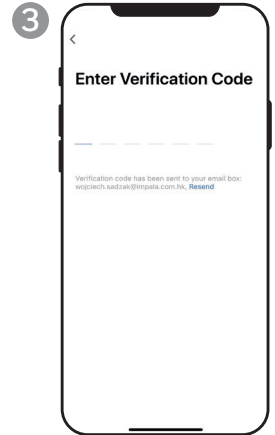 3
Enter Verification Code
Verification code has been sent to your email box:
wojciech.sadzak@impala.com.hk, Resend